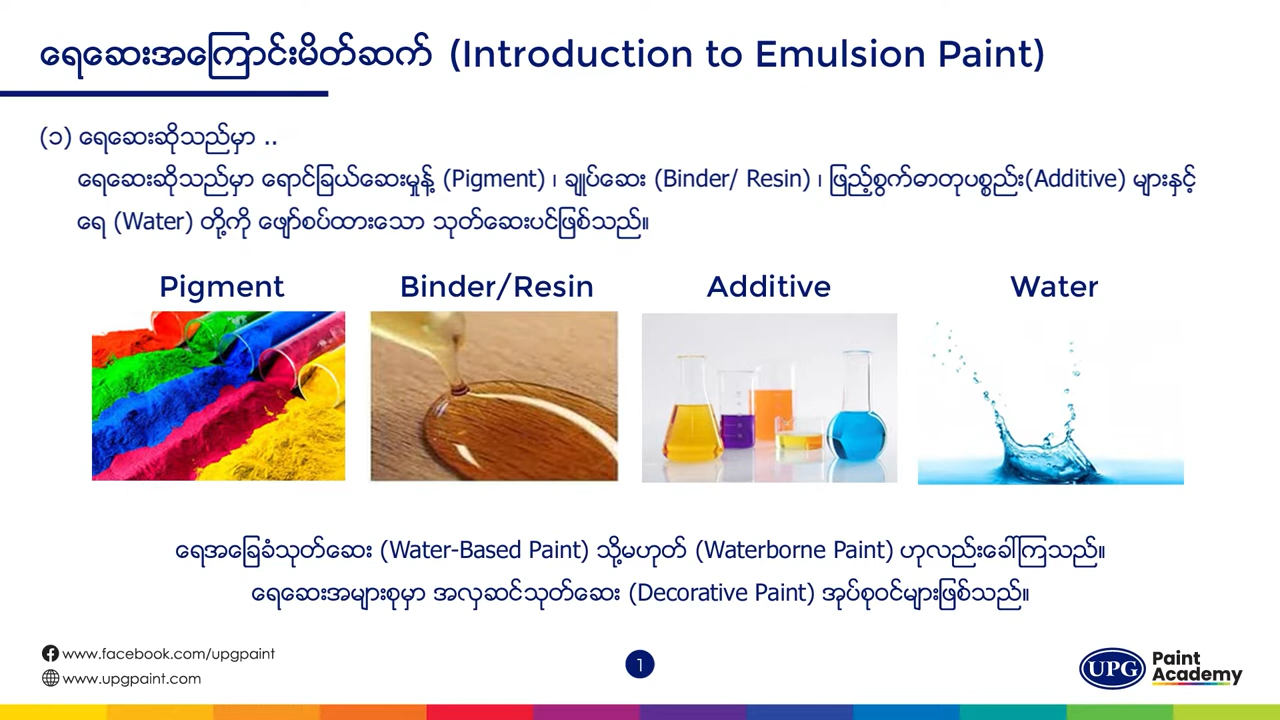 ရေဆေးအကြောင်းမိတ်ဆက် (Introduction to Emulsion Paint)
(၁) ရေဆေးဆိုသည်မှာ ..
ရေဆေးဆိုသည်မှာ ရောင်ခြယ်ဆေးမှုန့် (Pigment) ၊ ချုပ်ဆေး (Binder/ Resin) ၊ ဖြည့်စွက်ဓာတုပစ္စည်း(Additive) များနှင့်
ရေ (Water) တို့ကို ဖျော်စပ်ထားသော သုတ်ဆေးပင်ဖြစ်သည်။
Pigment Binder/Resin Additive Water
ရေအခြေခံသုတ်ဆေး (Water-Based Paint) သို့မဟုတ် (Waterborne Paint) ဟုလည်းခေါ်ကြသည်။
ရေဆေးအများစုမှာ အလှဆင်သုတ်ဆေး (Decorative Paint) အုပ်စုဝင်များဖြစ်သည်။
www.facebook.com/upgpaint
www.upgpaint.com
1
UPG Paint Academy